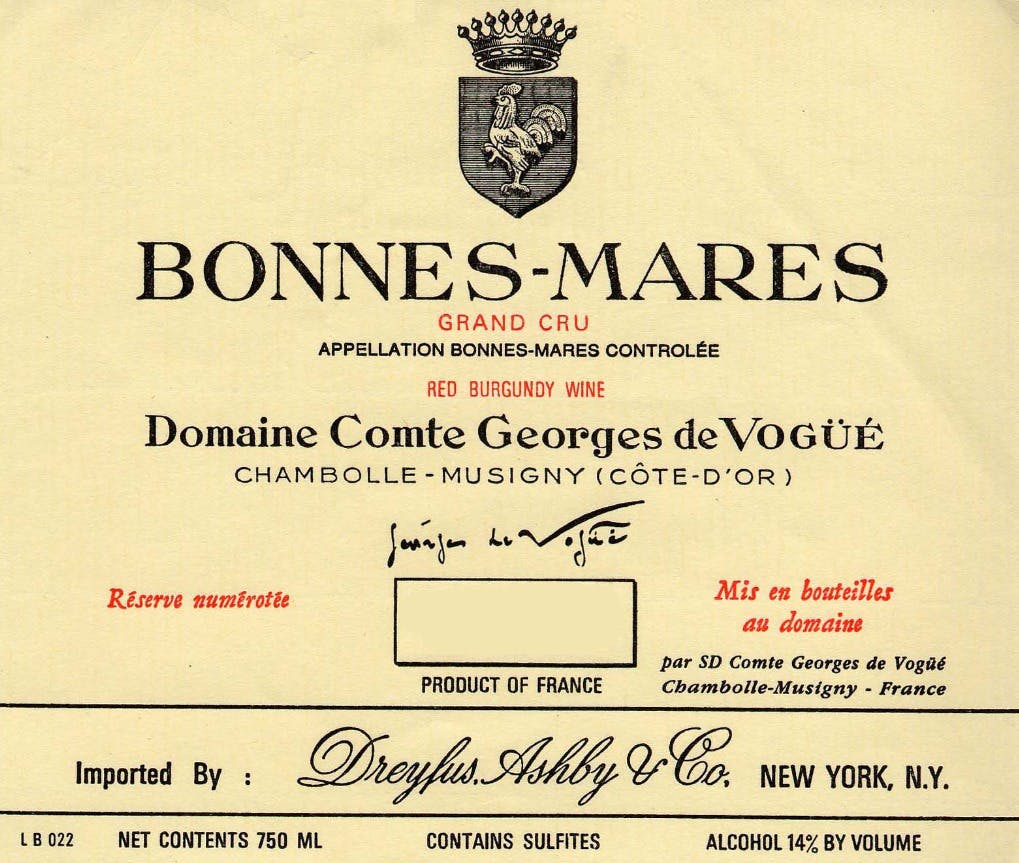 BONNES-MARES
GRAND CRU
APPELLATION BONNES-MARES CONTROLÉE
RED BURGUNDY WINE
Domaine Comte Georges de VOGÜÉ
CHAMBOLLE-MUSIGNY (CÔTE-D'OR)
Georges de Vogüé
Réserve numérotée
Mis en bouteilles
au domaine
par SD Comte Georges de Vogüé
Chambolle-Musigny - France
PRODUCT OF FRANCE
Imported By : Dreyfus, Ashby & Co. NEW YORK, N.Y.
LB 022 NET CONTENTS 750 ML CONTAINS SULFITES ALCOHOL 14% BY VOLUME